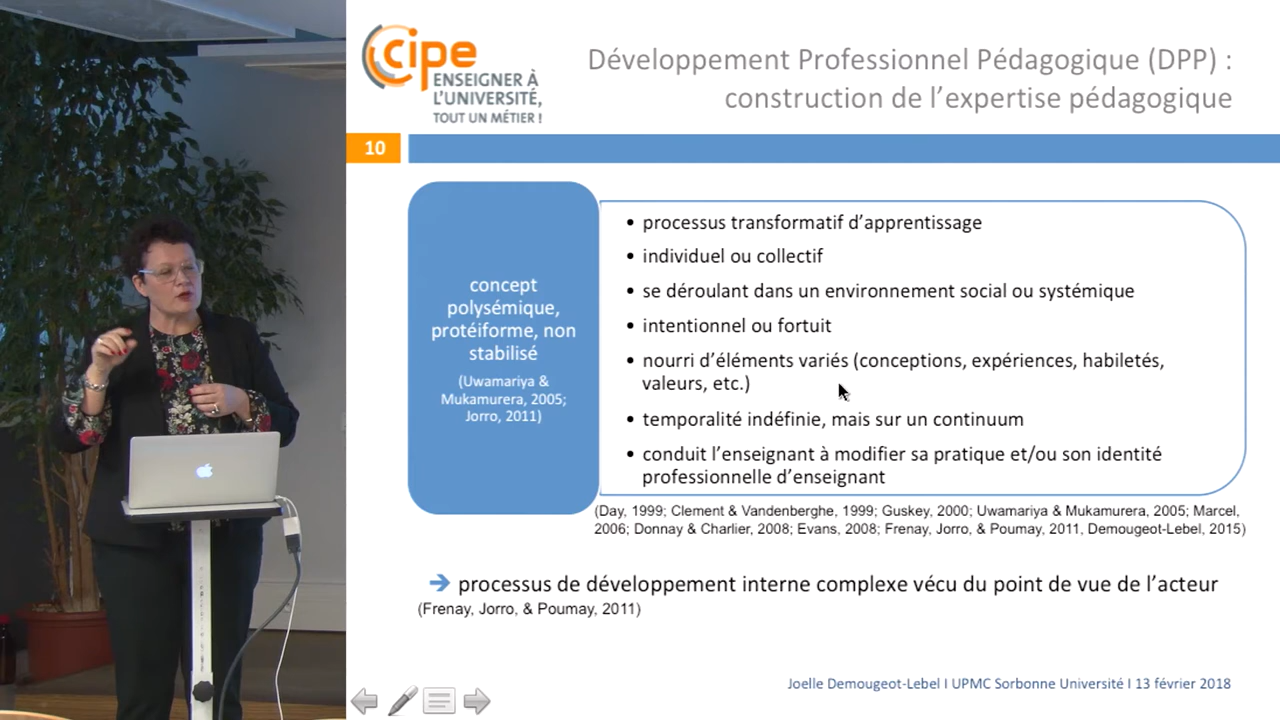 cipe
ENSEIGNER À
L'UNIVERSITÉ,
TOUT UN MÉTIER !
Développement Professionnel Pédagogique (DPP) :
construction de l'expertise pédagogique
10
concept
polysémique,
protéiforme, non
stabilisé
(Uwamariya &
Mukamurera, 2005;
Jorro, 2011)
• processus transformatif d'apprentissage
• individuel ou collectif
• se déroulant dans un environnement social ou systémique
• intentionnel ou fortuit
• nourri d'éléments variés (conceptions, expériences, habiletés,
valeurs, etc.)
• temporalité indéfinie, mais sur un continuum
• conduit l'enseignant à modifier sa pratique et/ou son identité
professionnelle d'enseignant
(Day, 1999; Clement & Vandenberghe, 1999; Guskey, 2000; Uwamariya & Mukamurera, 2005; Marcel,
2006; Donnay & Charlier, 2008; Evans, 2008; Frenay, Jorro, & Poumay, 2011, Demougeot-Lebel, 2015)
➔ processus de développement interne complexe vécu du point de vue de l'acteur
(Frenay, Jorro, & Poumay, 2011)
Joelle Demougeot-Lebel I UPMC Sorbonne Université I 13 février 2018